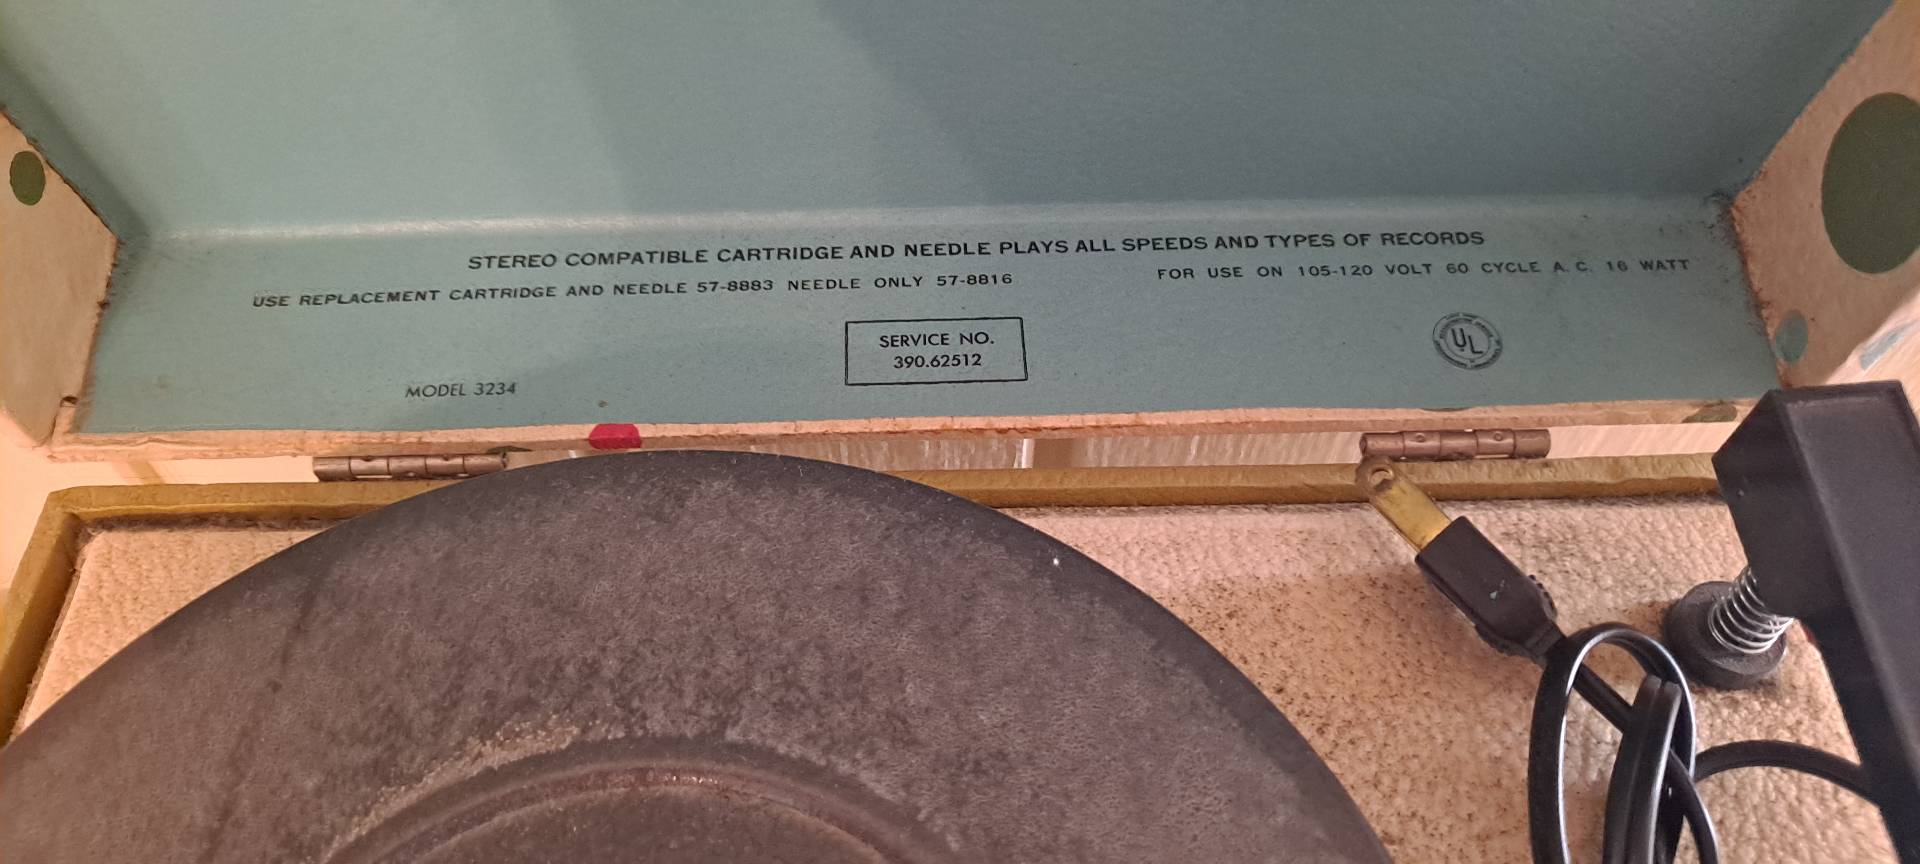 STEREO COMPATIBLE CARTRIDGE AND NEEDLE PLAYS ALL SPEEDS AND TYPES OF RECORDS
USE REPLACEMENT CARTRIDGE AND NEEDLE 57-8883 NEEDLE ONLY 57-8816
FOR USE ON 105-120 VOLT 60 CYCLE A.C. 16 WATT
SERVICE NO.
390.62512
UL
MODEL 3234